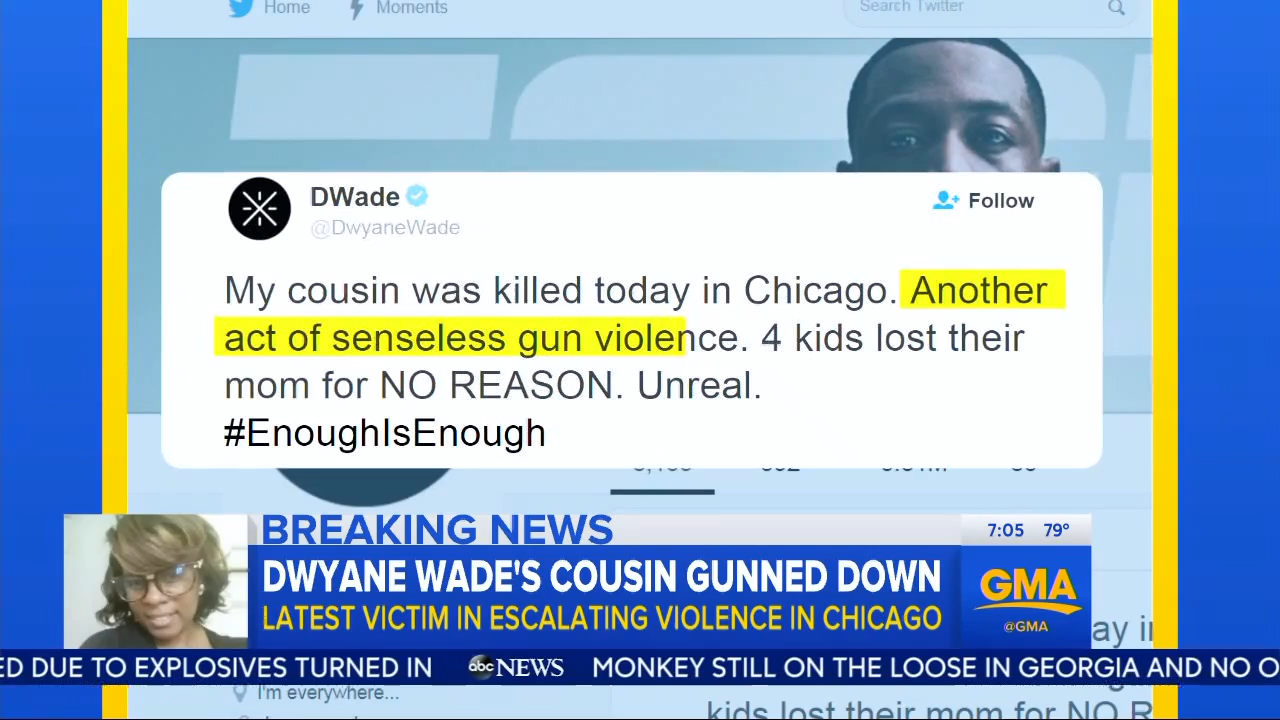 Home
Moments
Search Twitter
DWade
@DwyaneWade
Follow
My cousin was killed today in Chicago. Another
act of senseless gun violence. 4 kids lost their
mom for NO REASON. Unreal.
#EnoughIsEnough
BREAKING NEWS
7:05 79°
DWYANE WADE'S COUSIN GUNNED DOWN
LATEST VICTIM IN ESCALATING VIOLENCE IN CHICAGO
GMA
@GMA
ay in
ED DUE TO EXPLOSIVES TURNED IN abc NEWS MONKEY STILL ON THE LOOSE IN GEORGIA AND NO O
I'm everywhere...
kids lost their mom for NO R